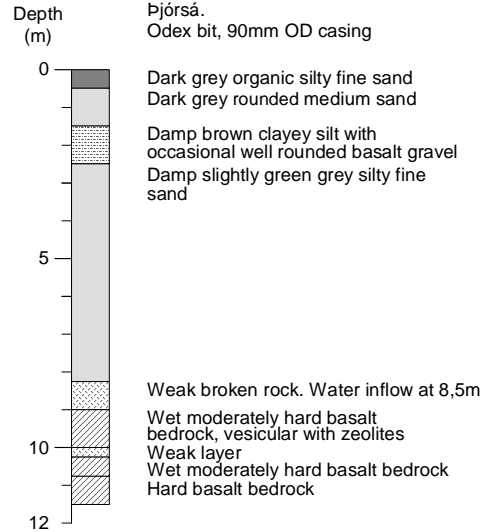 Depth
(m)
Þjórsá.
Odex bit, 90mm OD casing
0
Dark grey organic silty fine sand
Dark grey rounded medium sand
Damp brown clayey silt with
occasional well rounded basalt gravel
Damp slightly green grey silty fine
sand
5
Weak broken rock. Water inflow at 8,5m
Wet moderately hard basalt
bedrock, vesicular with zeolites
10
Weak layer
Wet moderately hard basalt bedrock
Hard basalt bedrock
12